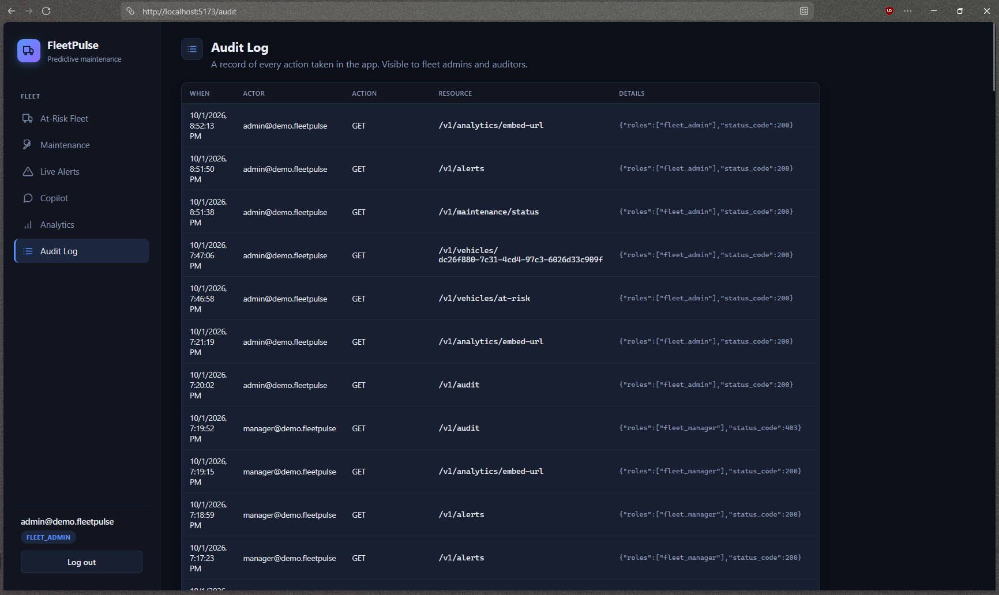 http://localhost:5173/audit
FleetPulse
Predictive maintenance
FLEET
At-Risk Fleet
Maintenance
Live Alerts
Copilot
Analytics
Audit Log
admin@demo.fleetpulse
FLEET_ADMIN
Log out
Audit Log
A record of every action taken in the app. Visible to fleet admins and auditors.
WHEN ACTOR ACTION RESOURCE DETAILS
10/1/2026,
8:52:13
PM
admin@demo.fleetpulse GET /v1/analytics/embed-url {"roles":["fleet_admin"],"status_code":200}
10/1/2026,
8:51:50
PM
admin@demo.fleetpulse GET /v1/alerts {"roles":["fleet_admin"],"status_code":200}
10/1/2026,
8:51:38
PM
admin@demo.fleetpulse GET /v1/maintenance/status {"roles":["fleet_admin"],"status_code":200}
10/1/2026,
7:47:06
PM
admin@demo.fleetpulse GET /v1/vehicles/
dc26f880-7c31-4cd4-97c3-6026d33c909f
{"roles":["fleet_admin"],"status_code":200}
10/1/2026,
7:46:58
PM
admin@demo.fleetpulse GET /v1/vehicles/at-risk {"roles":["fleet_admin"],"status_code":200}
10/1/2026,
7:21:19
PM
admin@demo.fleetpulse GET /v1/analytics/embed-url {"roles":["fleet_admin"],"status_code":200}
10/1/2026,
7:20:02
PM
admin@demo.fleetpulse GET /v1/audit {"roles":["fleet_admin"],"status_code":200}
10/1/2026,
7:19:52
PM
manager@demo.fleetpulse GET /v1/audit {"roles":["fleet_manager"],"status_code":403}
10/1/2026,
7:19:15
PM
manager@demo.fleetpulse GET /v1/analytics/embed-url {"roles":["fleet_manager"],"status_code":200}
10/1/2026,
7:18:59
PM
manager@demo.fleetpulse GET /v1/alerts {"roles":["fleet_manager"],"status_code":200}
10/1/2026,
7:17:23
PM
manager@demo.fleetpulse GET /v1/alerts {"roles":["fleet_manager"],"status_code":200}